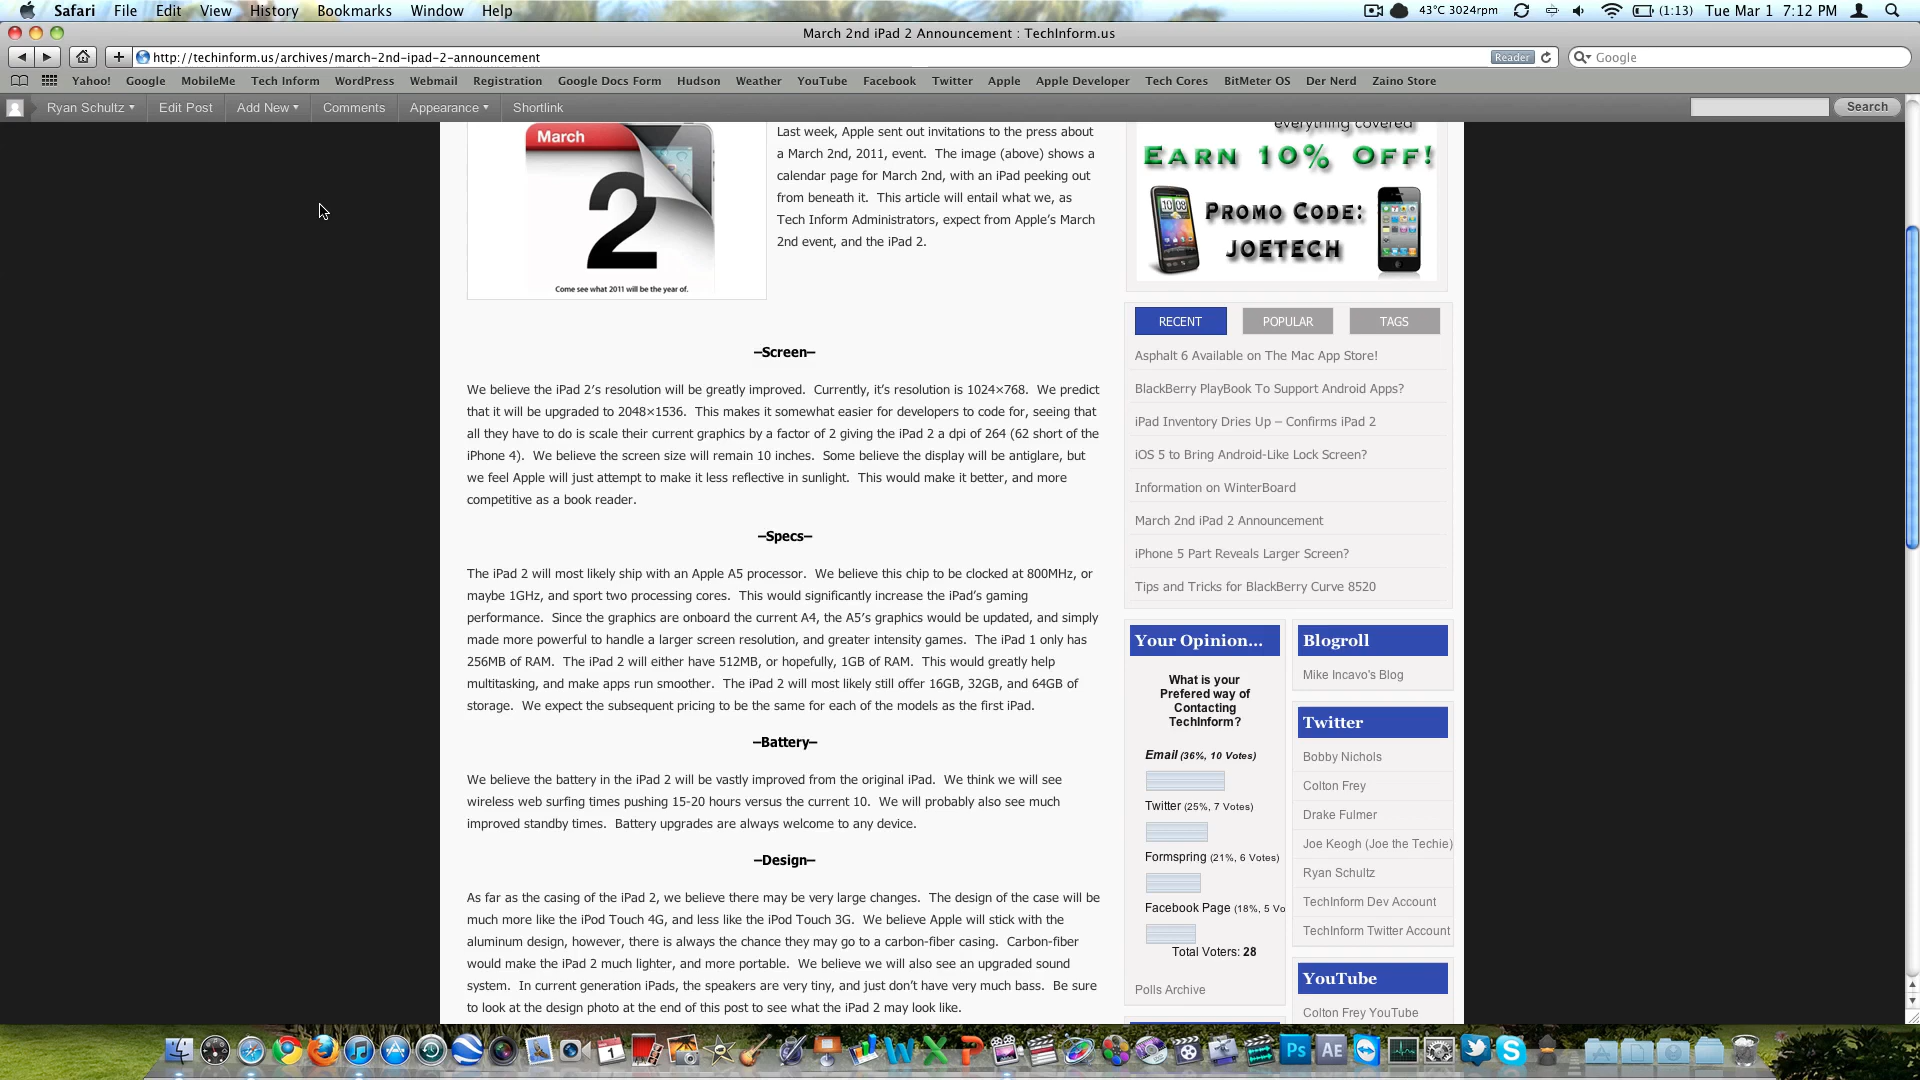 Safari File Edit View History Bookmarks Window Help 43°C 3024rpm (1:13) Tue Mar 1 7:12 PM
March 2nd iPad 2 Announcement : TechInform.us
http://techinform.us/archives/march-2nd-ipad-2-announcement Reader Google
Yahoo! Google MobileMe Tech Inform WordPress Webmail Registration Google Docs Form Hudson Weather YouTube Facebook Twitter Apple Apple Developer Tech Cores BitMeter OS Der Nerd Zaino Store
Ryan Schultz Edit Post Add New Comments Appearance Shortlink Search
March
2
Come see what 2011 will be the year of.
Last week, Apple sent out invitations to the press about
a March 2nd, 2011, event. The image (above) shows a
calendar page for March 2nd, with an iPad peeking out
from beneath it. This article will entail what we, as
Tech Inform Administrators, expect from Apple's March
2nd event, and the iPad 2.
—Screen—
We believe the iPad 2's resolution will be greatly improved. Currently, it's resolution is 1024×768. We predict
that it will be upgraded to 2048×1536. This makes it somewhat easier for developers to code for, seeing that
all they have to do is scale their current graphics by a factor of 2 giving the iPad 2 a dpi of 264 (62 short of the
iPhone 4). We believe the screen size will remain 10 inches. Some believe the display will be antiglare, but
we feel Apple will just attempt to make it less reflective in sunlight. This would make it better, and more
competitive as a book reader.
—Specs—
The iPad 2 will most likely ship with an Apple A5 processor. We believe this chip to be clocked at 800MHz, or
maybe 1GHz, and sport two processing cores. This would significantly increase the iPad's gaming
performance. Since the graphics are onboard the current A4, the A5's graphics would be updated, and simply
made more powerful to handle a larger screen resolution, and greater intensity games. The iPad 1 only has
256MB of RAM. The iPad 2 will either have 512MB, or hopefully, 1GB of RAM. This would greatly help
multitasking, and make apps run smoother. The iPad 2 will most likely still offer 16GB, 32GB, and 64GB of
storage. We expect the subsequent pricing to be the same for each of the models as the first iPad.
—Battery—
We believe the battery in the iPad 2 will be vastly improved from the original iPad. We think we will see
wireless web surfing times pushing 15-20 hours versus the current 10. We will probably also see much
improved standby times. Battery upgrades are always welcome to any device.
—Design—
As far as the casing of the iPad 2, we believe there may be very large changes. The design of the case will be
much more like the iPod Touch 4G, and less like the iPod Touch 3G. We believe Apple will stick with the
aluminum design, however, there is always the chance they may go to a carbon-fiber casing. Carbon-fiber
would make the iPad 2 much lighter, and more portable. We believe we will also see an upgraded sound
system. In current generation iPads, the speakers are very tiny, and just don't have very much bass. Be sure
to look at the design photo at the end of this post to see what the iPad 2 may look like.
everything covered
EARN 10% OFF!
PROMO CODE:
JOETECH
RECENT POPULAR TAGS
Asphalt 6 Available on The Mac App Store!
BlackBerry PlayBook To Support Android Apps?
iPad Inventory Dries Up – Confirms iPad 2
iOS 5 to Bring Android-Like Lock Screen?
Information on WinterBoard
March 2nd iPad 2 Announcement
iPhone 5 Part Reveals Larger Screen?
Tips and Tricks for BlackBerry Curve 8520
Your Opinion...
What is your
Prefered way of
Contacting
TechInform?
Email (36%, 10 Votes)
Twitter (25%, 7 Votes)
Formspring (21%, 6 Votes)
Facebook Page (18%, 5 Vo
Total Voters: 28
Polls Archive
Blogroll
Mike Incavo's Blog
Twitter
Bobby Nichols
Colton Frey
Drake Fulmer
Joe Keogh (Joe the Techie)
Ryan Schultz
TechInform Dev Account
TechInform Twitter Account
YouTube
Colton Frey YouTube
1
W X P
Ps AE